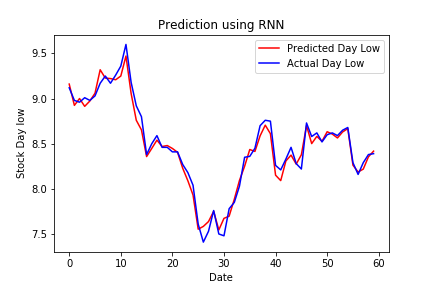 Prediction using RNN
Predicted Day Low
Actual Day Low
Stock Day low
9.5
9.0
8.5
8.0
7.5
0 10 20 30 40 50 60
Date